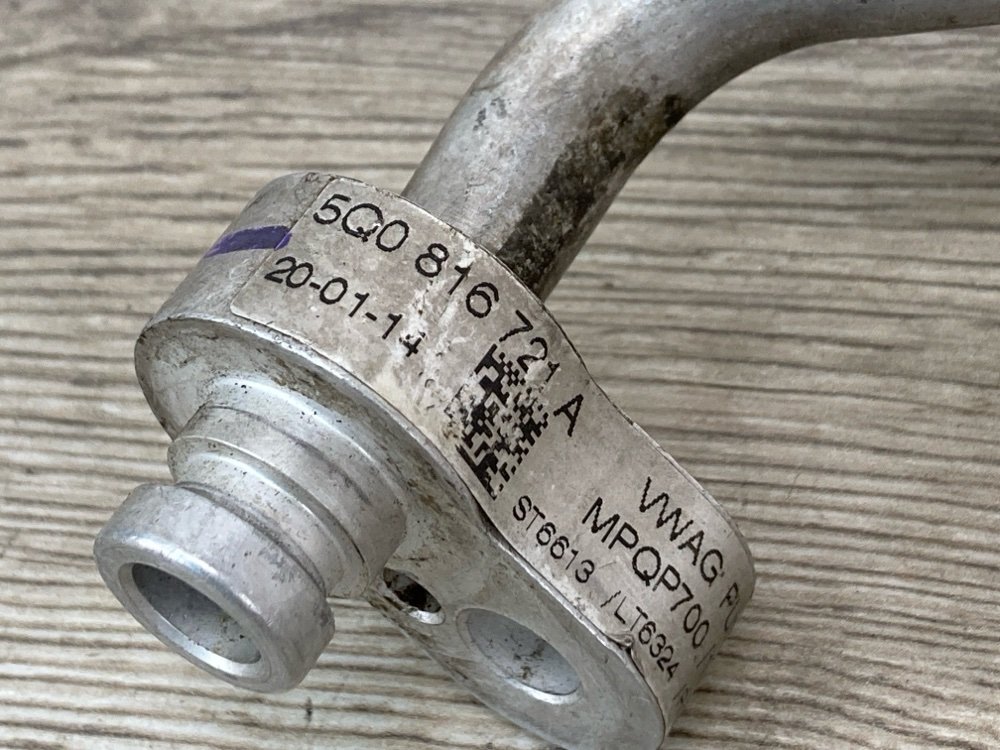 5Q0 816 721 A
20-01-14
VWAG
MPQP700
ST6613 /LT6324